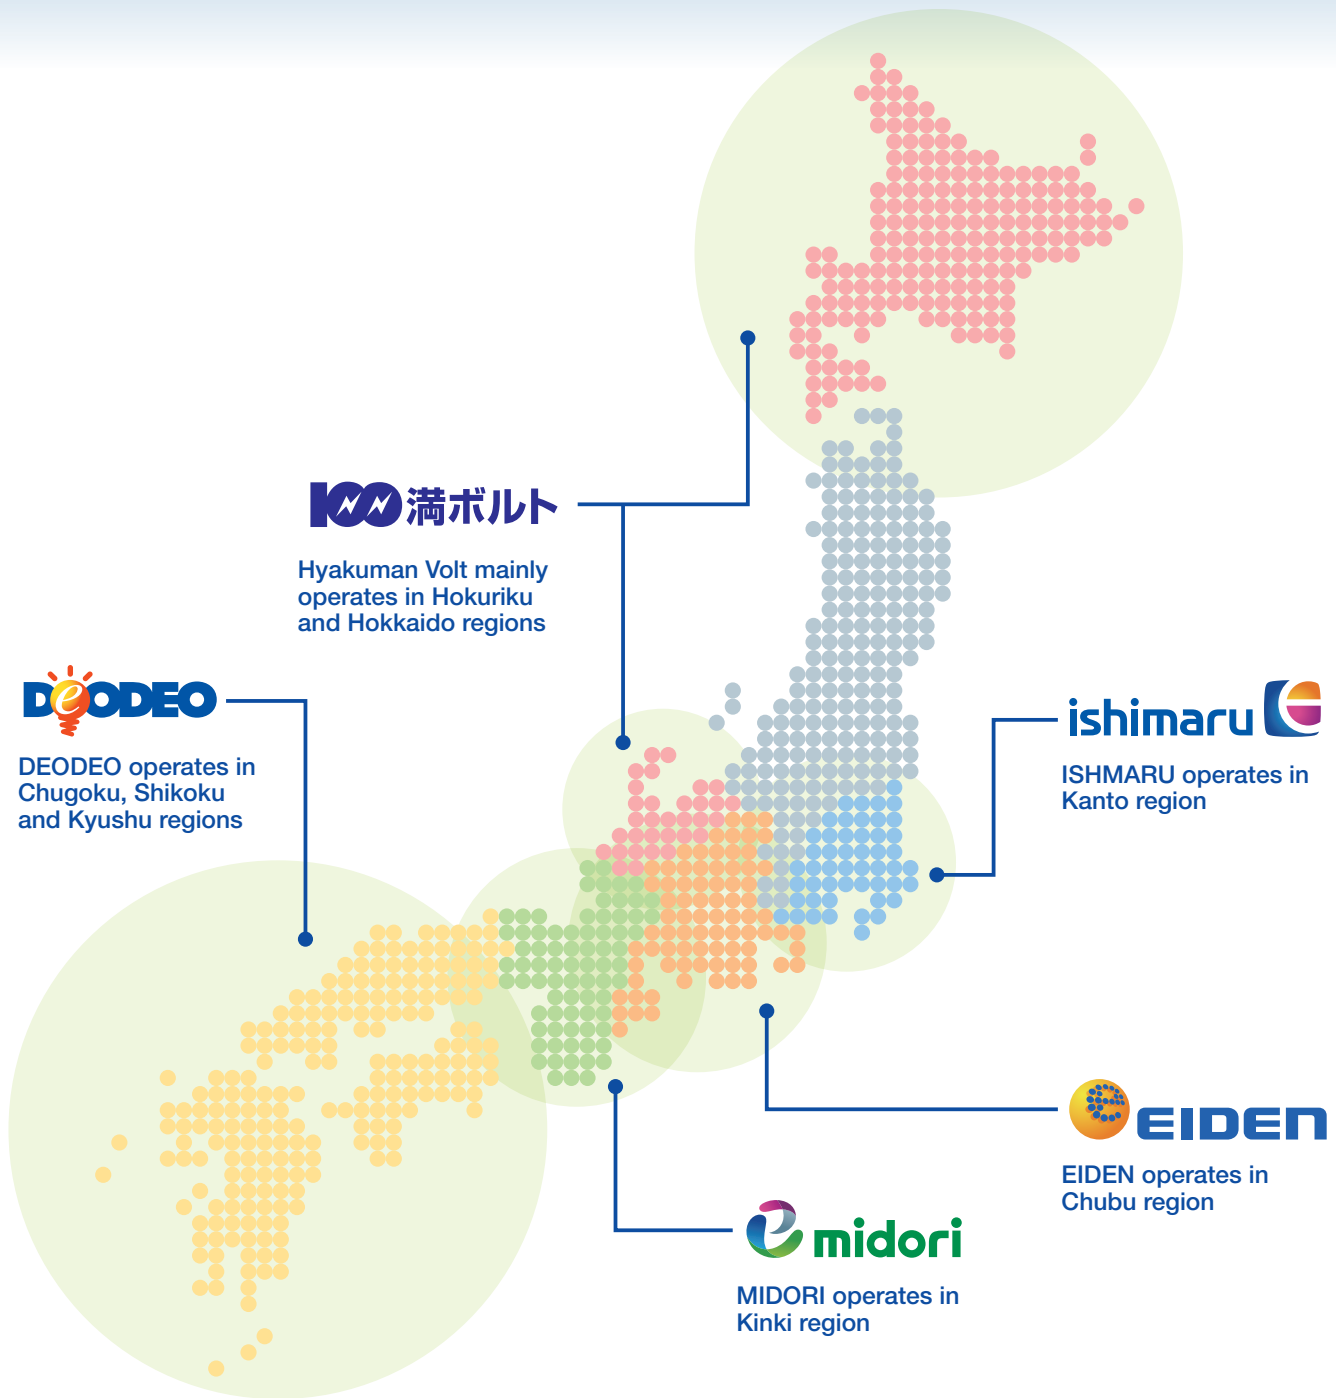 100満ボルト
Hyakuman Volt mainly
operates in Hokuriku
and Hokkaido regions
DEODEO
DEODEO operates in
Chugoku, Shikoku
and Kyushu regions
ishimaru
ISHMARU operates in
Kanto region
EIDEN
EIDEN operates in
Chubu region
midori
MIDORI operates in
Kinki region